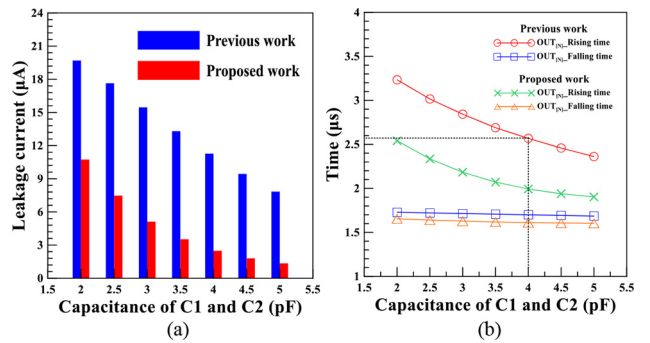 24
21
18
15
12
9
6
3
0
Leakage current (μA)
Previous work
Proposed work
1.5 2 2.5 3 3.5 4 4.5 5 5.5
Capacitance of C1 and C2 (pF)
(a)
4
3.5
3
2.5
2
1.5
1
Time (μs)
Previous work
OUT[N]_Rising time
OUT[N]_Falling time
Proposed work
OUT[N]_Rising time
OUT[N]_Falling time
1.5 2 2.5 3 3.5 4 4.5 5 5.5
Capacitance of C1 and C2 (pF)
(b)